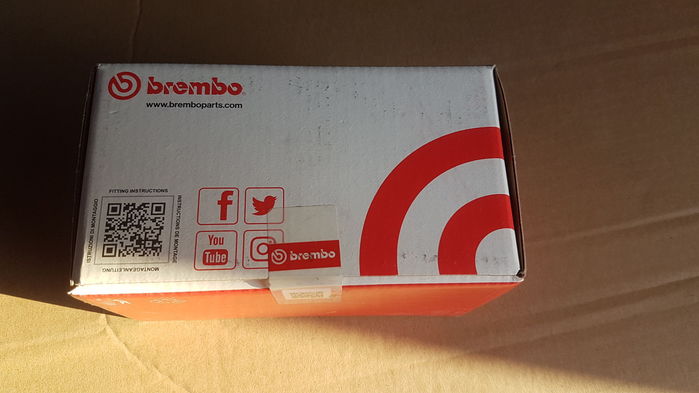 brembo
www.bremboparts.com
FITTING INSTRUCTIONS
INSTRUCTIONS DE MONTAGE
MONTAGEANLEITUNG
ISTRUZIONI DI MONTAGGIO
f
You
Tube
brembo